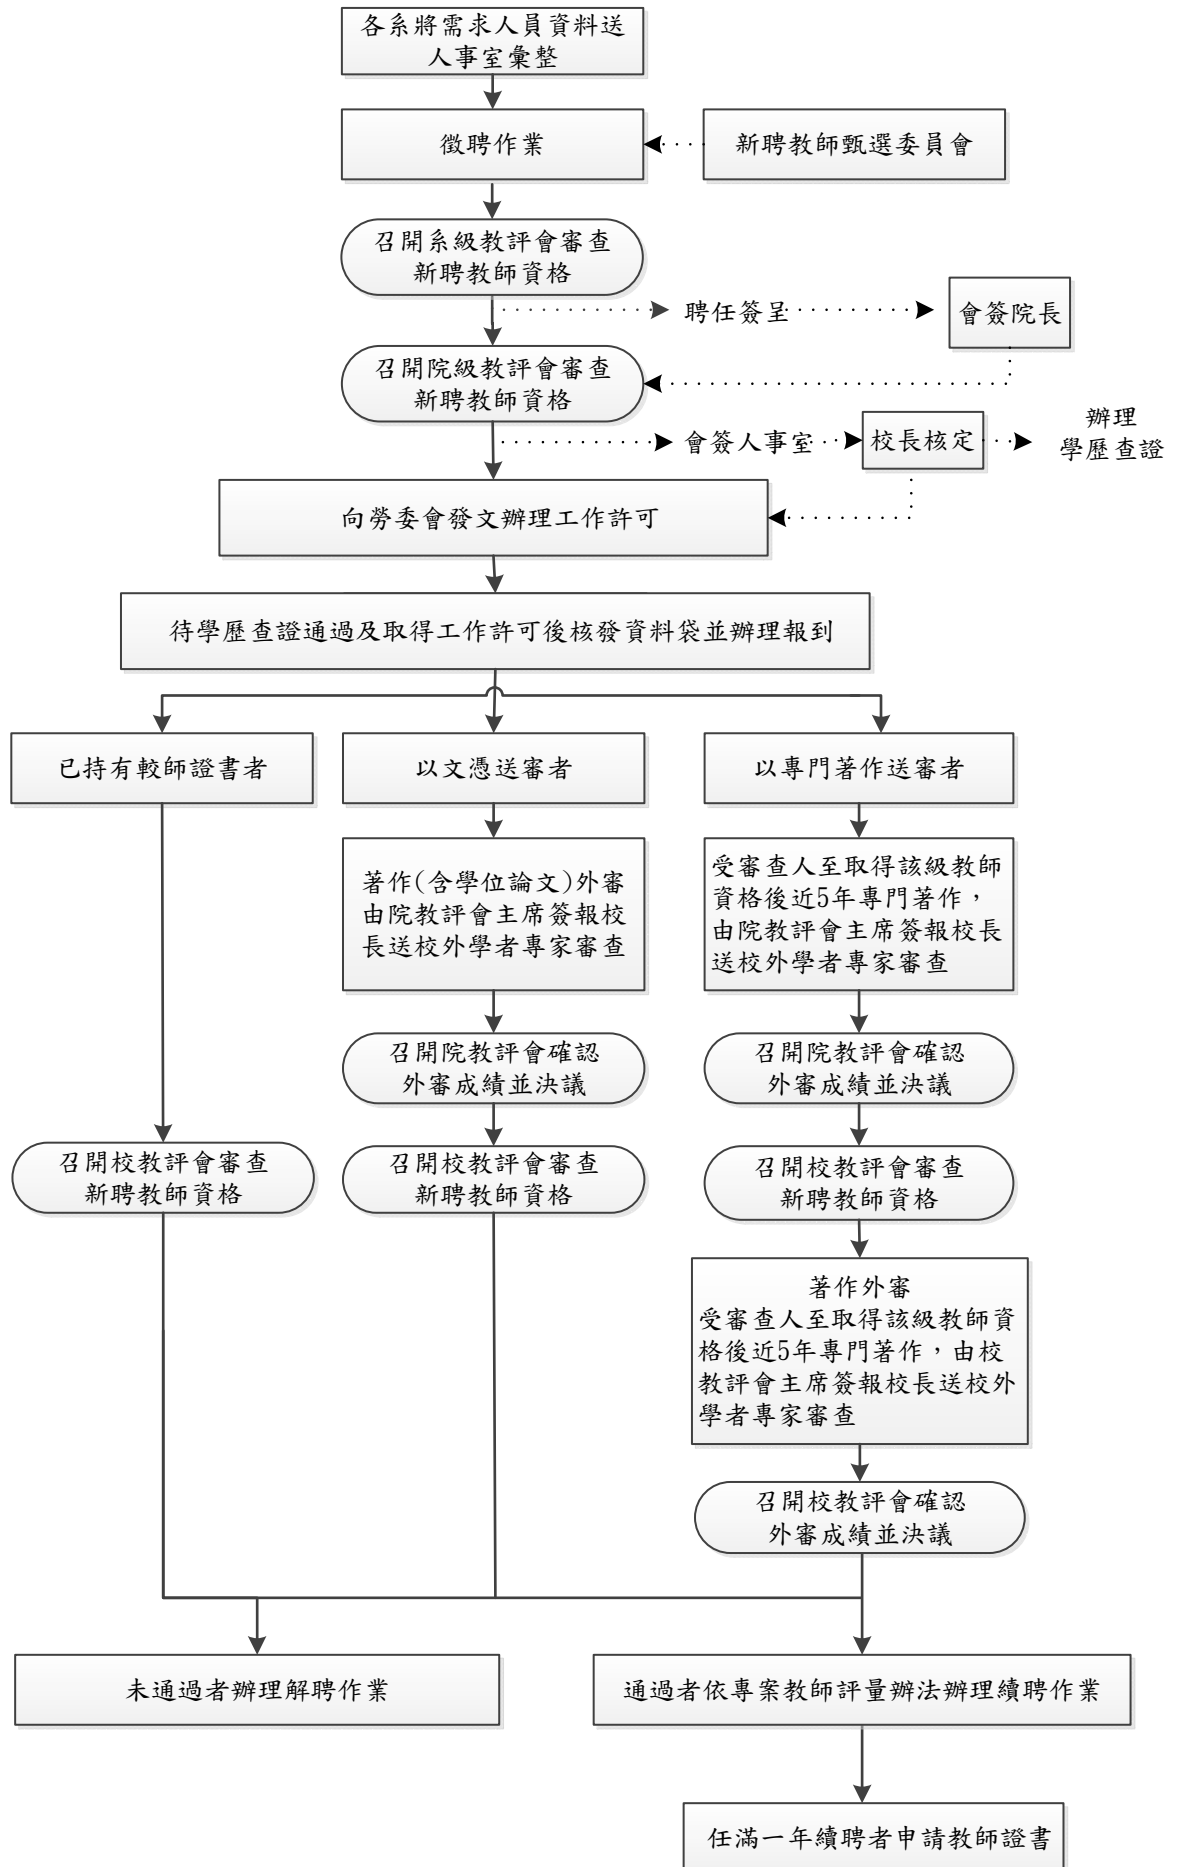 各系將需求人員資料送
人事室彙整
徵聘作業
新聘教師甄選委員會
召開系級教評會審查
新聘教師資格
聘任簽呈
會簽院長
召開院級教評會審查
新聘教師資格
會簽人事室
校長核定
辦理
學歷查證
向勞委會發文辦理工作許可
待學歷查證通過及取得工作許可後核發資料袋並辦理報到
已持有較師證書者
以文憑送審者
以專門著作送審者
著作(含學位論文)外審
由院教評會主席簽報校
長送校外學者專家審查
受審查人至取得該級教師
資格後近5年專門著作，
由院教評會主席簽報校長
送校外學者專家審查
召開院教評會確認
外審成績並決議
召開院教評會確認
外審成績並決議
召開校教評會審查
新聘教師資格
召開校教評會審查
新聘教師資格
召開校教評會審查
新聘教師資格
著作外審
受審查人至取得該級教師資
格後近5年專門著作，由校
教評會主席簽報校長送校外
學者專家審查
召開校教評會確認
外審成績並決議
未通過者辦理解聘作業
通過者依專案教師評量辦法辦理續聘作業
任滿一年續聘者申請教師證書